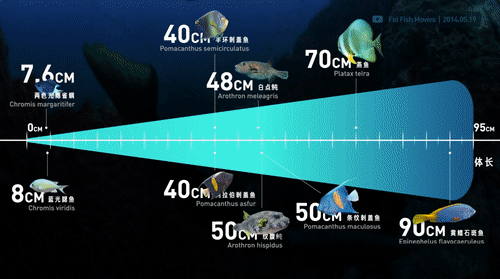 Fat Fish Movies | 2014.05.19
40CM 半环刺盖鱼
Pomacanthus semicirculatus
70CM 燕鱼
Platax teira
7.6CM
两色光鳃雀鲷
Chromis margaritifer
48CM 白点鲀
Arothron meleagris
0CM
95CM
体长
8CM 蓝光鳃鱼
Chromis viridis
40CM 阿拉伯刺盖鱼
Pomacanthus asfur
50CM 纹腹鲀
Arothron hispidus
50CM 条纹刺盖鱼
Pomacanthus maculosus
90CM 黄鳍石斑鱼
Epinephelus flavocaeruleus